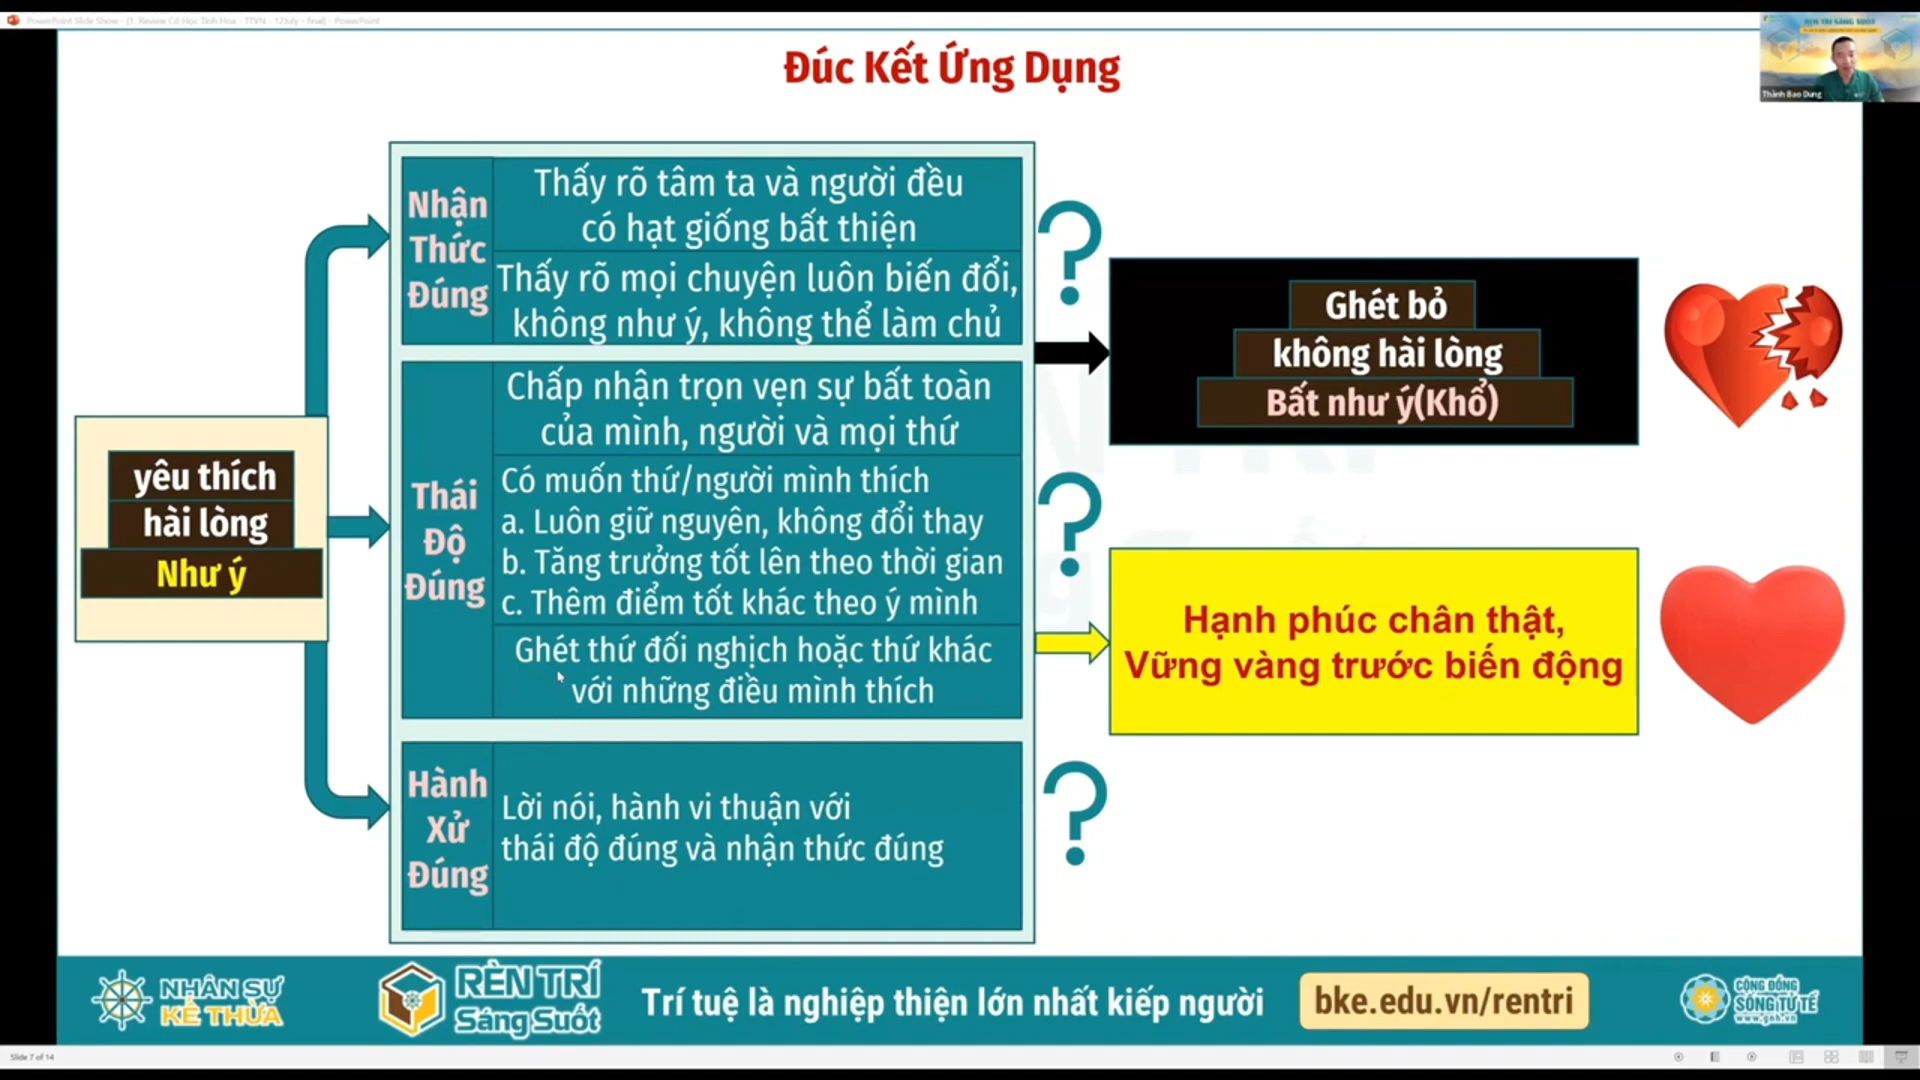 PowerPoint Slide Show - [1. Review Cổ Học Tinh Hoa - TTVN - 12July - final] - PowerPoint
Đúc Kết Ứng Dụng
RÈN TRÍ SÁNG SUỐT
Thành Bao Dung
yêu thích
hài lòng
Như ý
Nhận
Thức
Đúng
Thấy rõ tâm ta và người đều
có hạt giống bất thiện
Thấy rõ mọi chuyện luôn biến đổi,
không như ý, không thể làm chủ
Thái
Độ
Đúng
Chấp nhận trọn vẹn sự bất toàn
của mình, người và mọi thứ
Có muốn thứ/người mình thích
a. Luôn giữ nguyên, không đổi thay
b. Tăng trưởng tốt lên theo thời gian
c. Thêm điểm tốt khác theo ý mình
Ghét thứ đối nghịch hoặc thứ khác
với những điều mình thích
Hành
Xử
Đúng
Lời nói, hành vi thuận với
thái độ đúng và nhận thức đúng
?
?
?
Ghét bỏ
không hài lòng
Bất như ý(Khổ)
Hạnh phúc chân thật,
Vững vàng trước biến động
NHÂN SỰ
KẾ THỪA
RÈN TRÍ
Sáng Suốt
Trí tuệ là nghiệp thiện lớn nhất kiếp người
bke.edu.vn/rentri
CỘNG ĐỒNG
SỐNG TỬ TẾ
www.gnh.vn
Slide 7 of 14